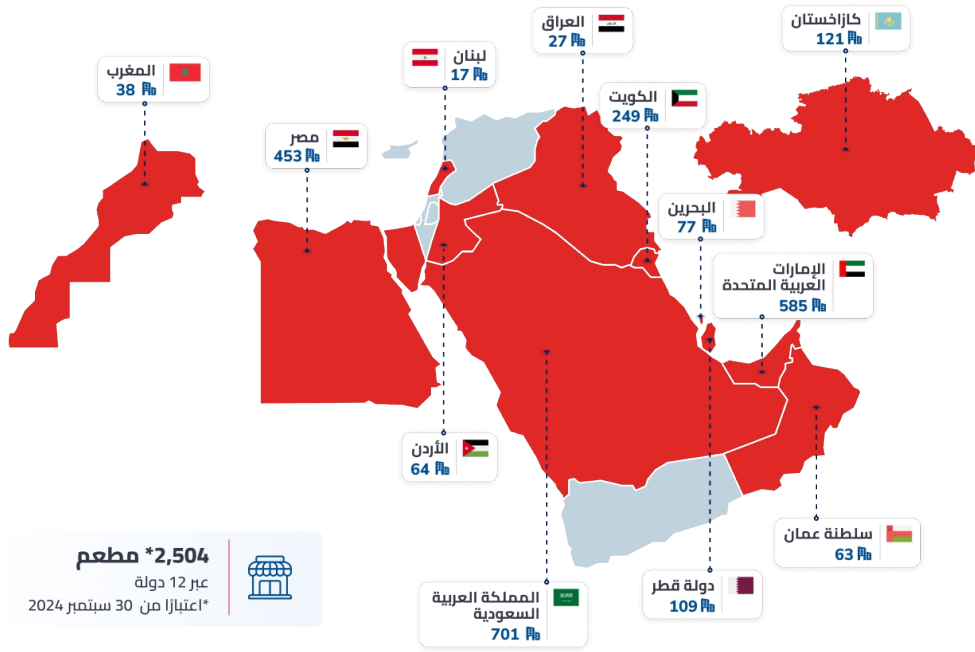 كازاخستان
121
العراق
27
لبنان
17
المغرب
38
الكويت
249
مصر
453
البحرين
77
الإمارات
العربية المتحدة
585
الأردن
64
سلطنة عمان
63
دولة قطر
109
المملكة العربية
السعودية
701
2,504* مطعم
عبر 12 دولة
*اعتبارًا من 30 سبتمبر 2024